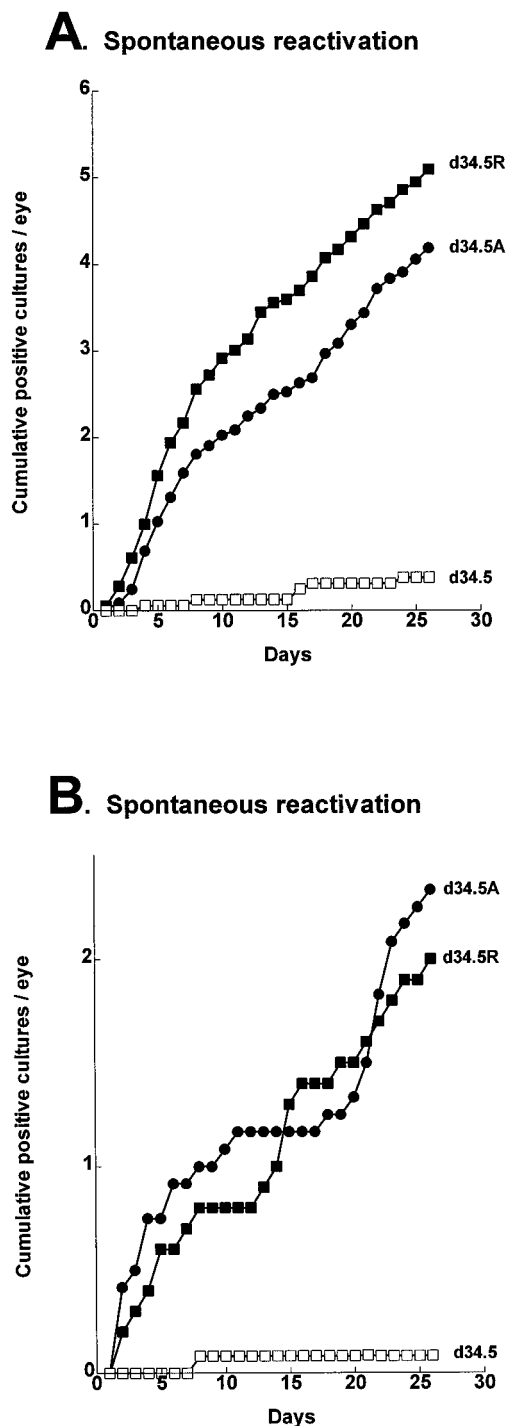 A. Spontaneous reactivation
Cumulative positive cultures / eye
6
5
4
3
2
1
0
d34.5R
d34.5A
d34.5
0 5 10 15 20 25 30
Days
B. Spontaneous reactivation
Cumulative positive cultures / eye
2
1
0
d34.5A
d34.5R
d34.5
0 5 10 15 20 25 30
Days